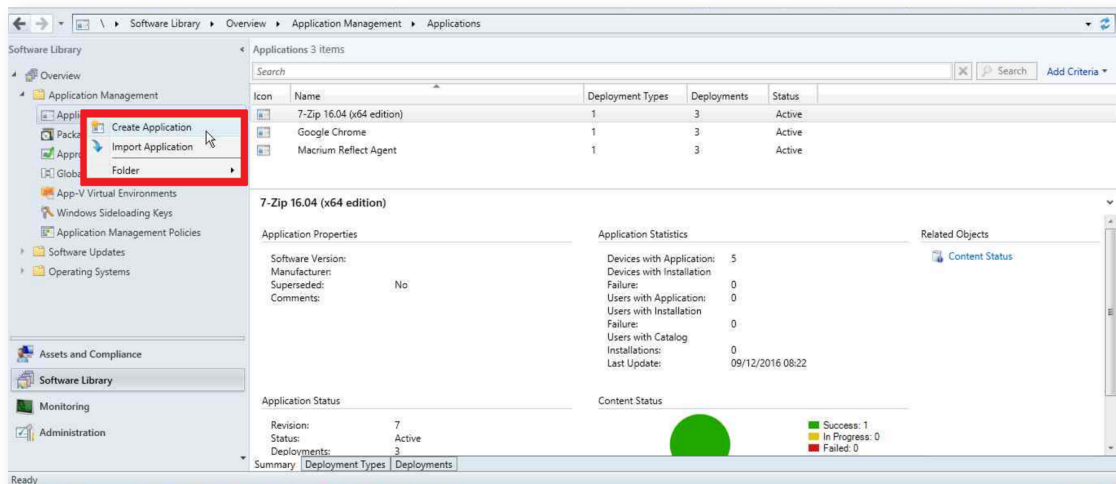 \ Software Library Overview Application Management Applications
Software Library
Overview
Application Management
Appli
Packa
Appro
Globa
App-V Virtual Environments
Windows Sideloading Keys
Application Management Policies
Software Updates
Operating Systems
Create Application
Import Application
Folder
Assets and Compliance
Software Library
Monitoring
Administration
Applications 3 items
Search Search Add Criteria
Icon Name Deployment Types Deployments Status
7-Zip 16.04 (x64 edition) 1 3 Active
Google Chrome 1 3 Active
Macrium Reflect Agent 1 3 Active
7-Zip 16.04 (x64 edition)
Application Properties
Software Version:
Manufacturer:
Superseded: No
Comments:
Application Statistics
Devices with Application: 5
Devices with Installation
Failure: 0
Users with Application: 0
Users with Installation
Failure: 0
Users with Catalog
Installations: 0
Last Update: 09/12/2016 08:22
Related Objects
Content Status
Application Status
Revision: 7
Status: Active
Deployments: 3
Content Status
Success: 1
In Progress: 0
Failed: 0
Summary Deployment Types Deployments
Ready